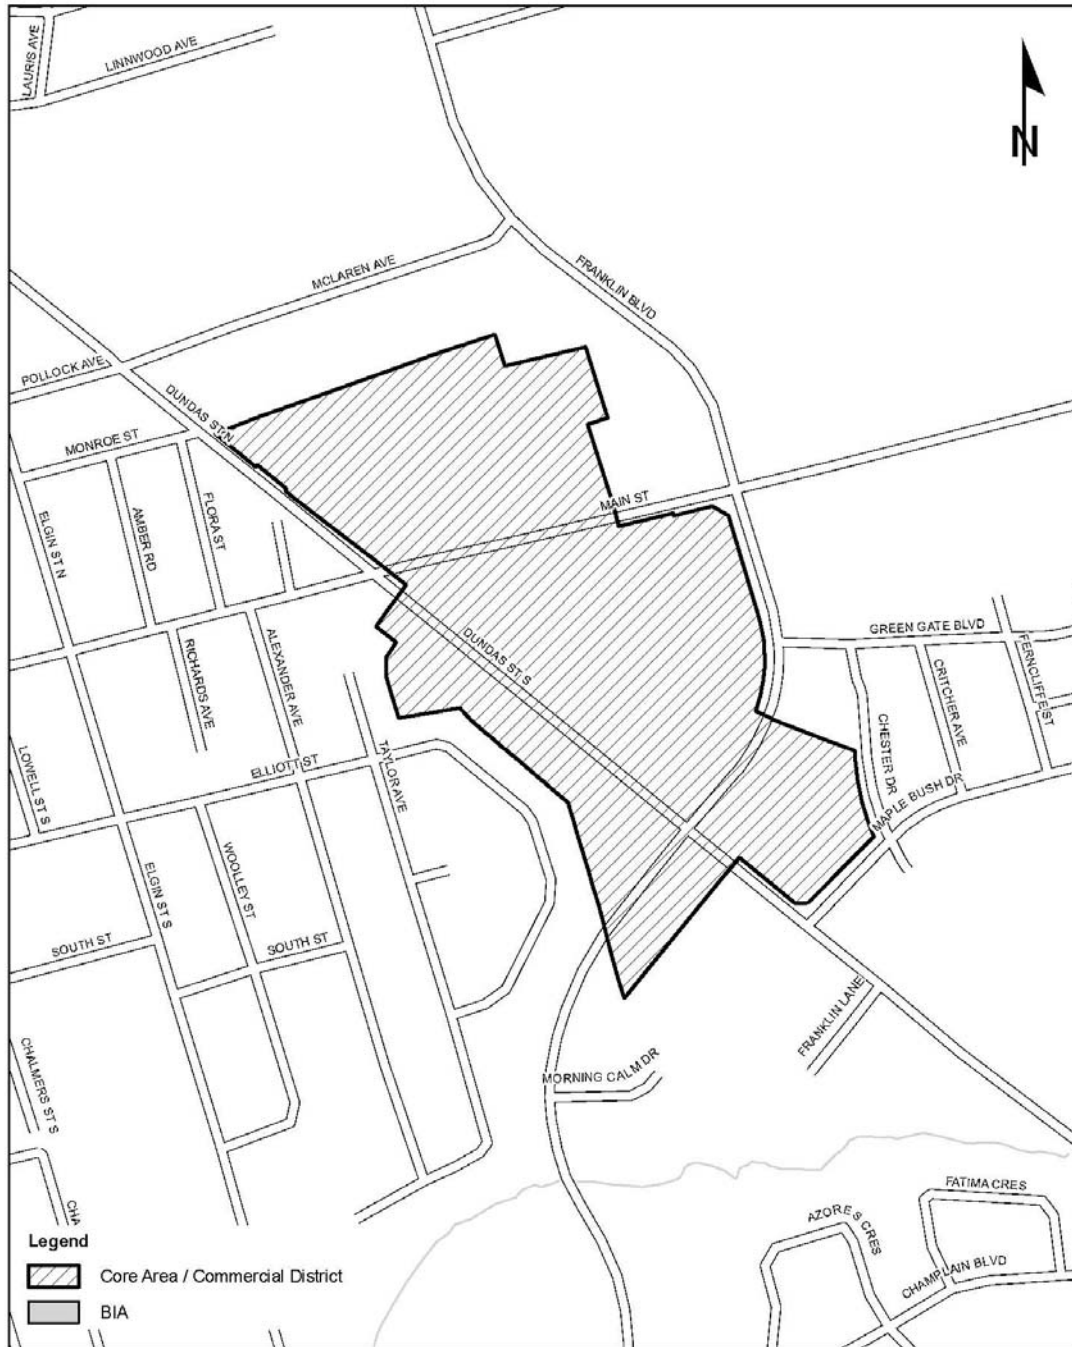 LAURIS AVE
LINNWOOD AVE
N
MCLAREN AVE
FRANKLIN BLVD
POLLOCK AVE
DUNDAS ST N
MONROE ST
MAIN ST
ELGIN ST N
AMBER RD
FLORA ST
GREEN GATE BLVD
RICHARDS AVE
ALEXANDER AVE
DUNDAS ST S
FERNCLIFFE ST
CRITCHER AVE
CHESTER DR
LOWELL ST S
ELLIOTT ST
TAYLOR AVE
MAPLE BUSH DR
ELGIN ST S
WOOLLEY ST
SOUTH ST
SOUTH ST
FRANKLIN LANE
CHALMERS ST S
MORNING CALM DR
FATIMA CRES
CHA
AZORES CRES
CHAMPLAIN BLVD
Legend
Core Area / Commercial District
BIA